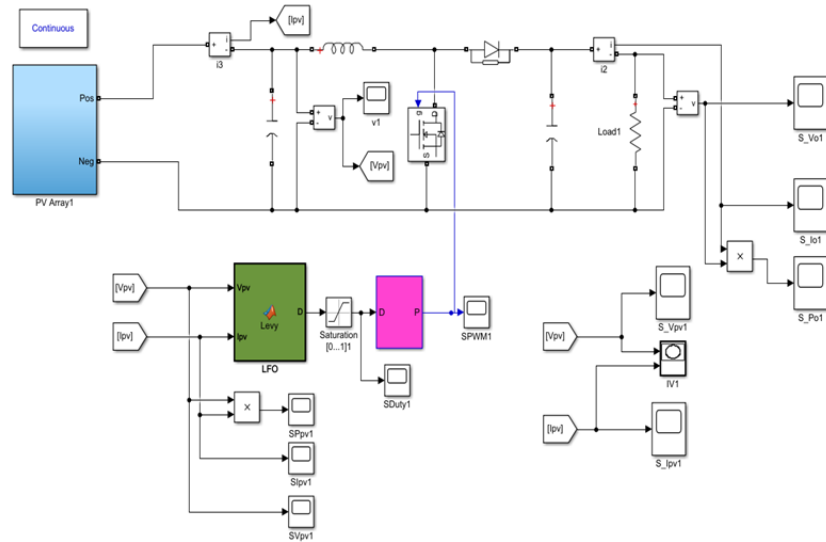 Continuous
[Ipv]
+
-
i
i3
Pos
Neg
PV Array1
+
-
v
v1
[Vpv]
g
D
S
+
-
i
i2
Load1
+
-
v
S_Vo1
S_Io1
×
S_Po1
[Vpv]
[Ipv]
Vpv
Ipv
Levy
D
LFO
Saturation
[0...1]1
D
P
SPWM1
SDuty1
×
SPpv1
SIpv1
SVpv1
[Vpv]
S_Vpv1
IV1
[Ipv]
S_Ipv1